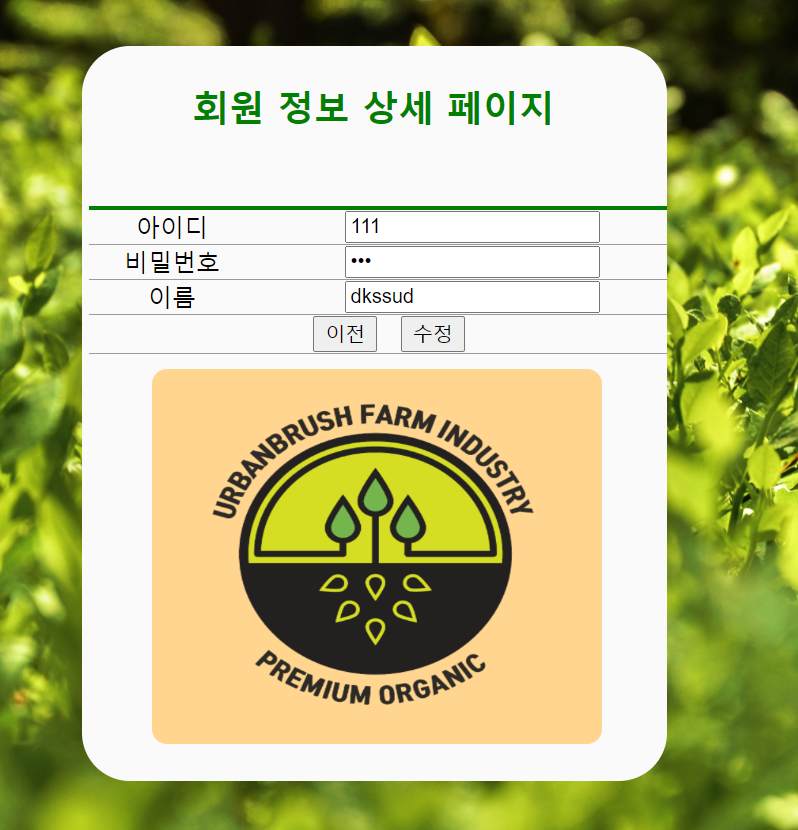 회원 정보 상세 페이지
아이디 111
비밀번호 •••
이름 dkssud
이전 수정
URBANBRUSH FARM INDUSTRY
PREMIUM ORGANIC